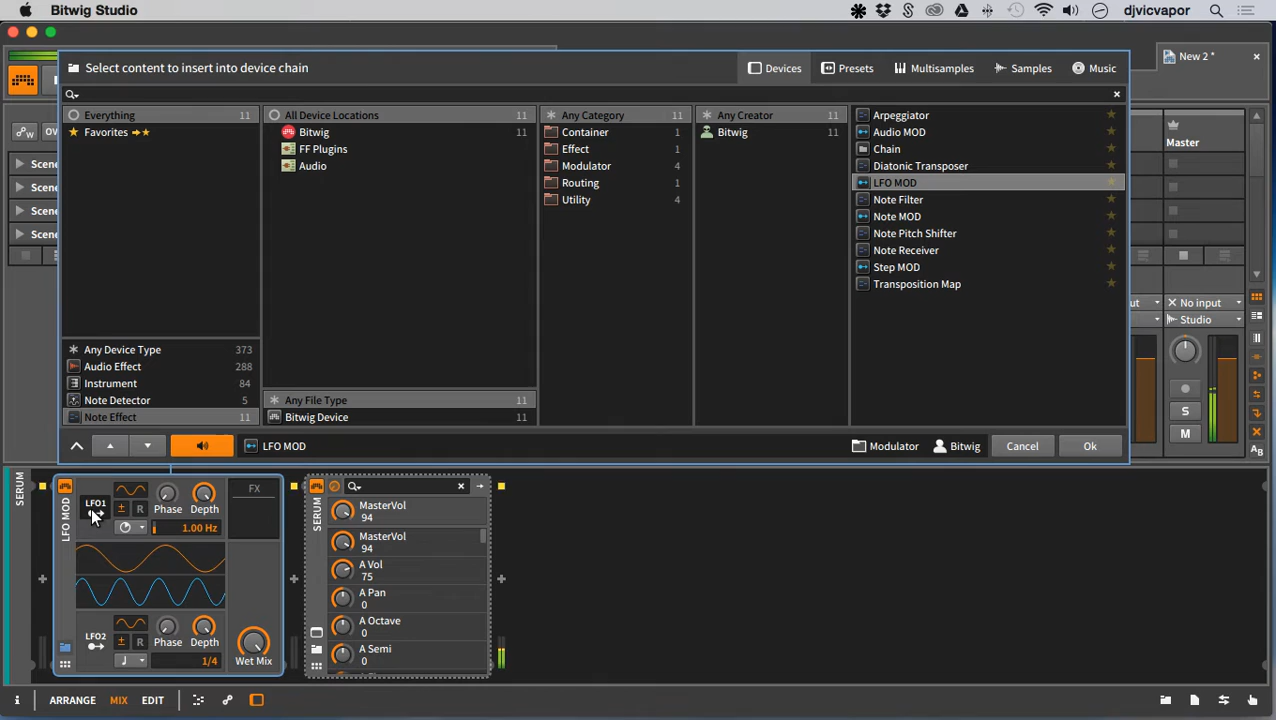 Bitwig Studio
djvicvapor
New 2 *
Select content to insert into device chain
Devices
Presets
Multisamples
Samples
Music
Everything 11
Favorites 
All Device Locations 11
Bitwig 11
FF Plugins
Audio
Any Category 11
Container 1
Effect 1
Modulator 4
Routing 1
Utility 4
Any Creator 11
Bitwig 11
Arpeggiator
Audio MOD
Chain
Diatonic Transposer
LFO MOD
Note Filter
Note MOD
Note Pitch Shifter
Note Receiver
Step MOD
Transposition Map
Any Device Type 373
Audio Effect 288
Instrument 84
Note Detector 5
Note Effect 11
Any File Type 11
Bitwig Device 11
LFO MOD
Modulator
Bitwig
Cancel
Ok
OV
Scene
Scene
Scene
Scene
Master
No input
Studio
S
M
AB
SERUM
LFO MOD
LFO1
R
Phase
Depth
1.00 Hz
FX
LFO2
R
Phase
Depth
1/4
Wet Mix
SERUM
MasterVol
94
MasterVol
94
A Vol
75
A Pan
0
A Octave
0
A Semi
0
ARRANGE
MIX
EDIT